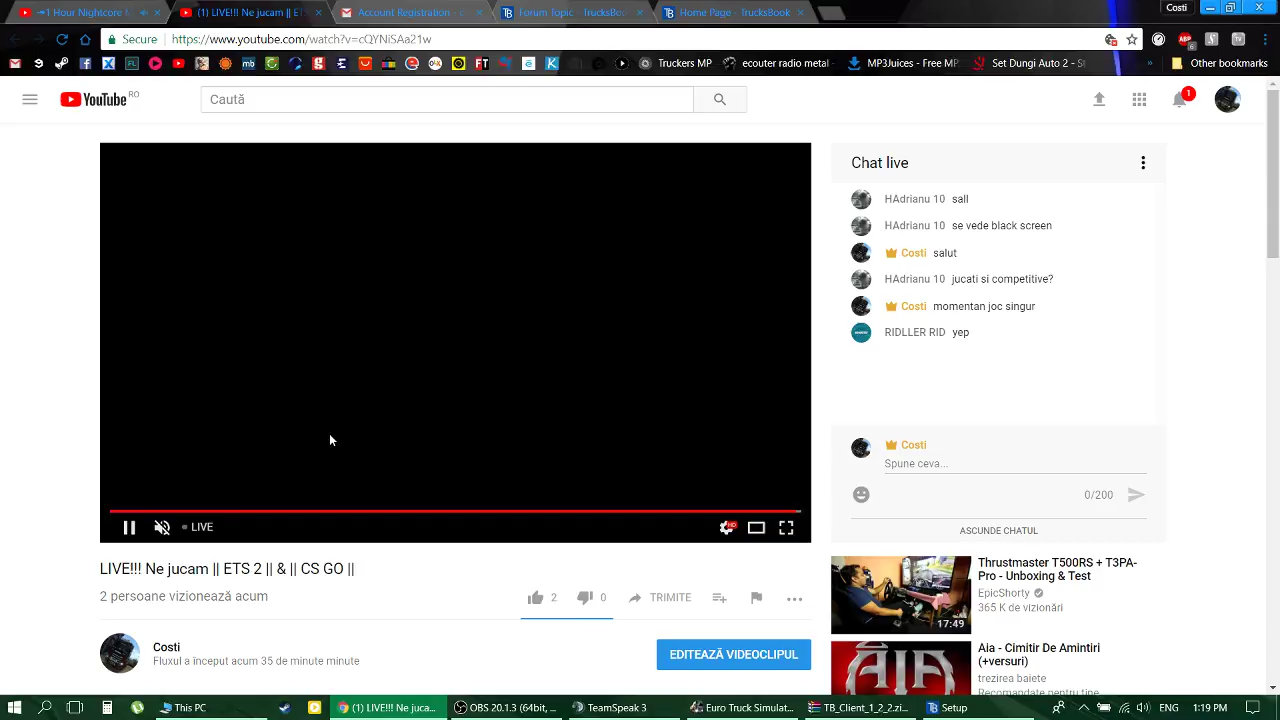 1 Hour Nightcore M
(1) LIVE!!! Ne jucam || ET
Account Registration -
Forum Topic - TrucksBoo
Home Page - TrucksBook
Costi
Secure
https://www.youtube.com/watch?v=cQYNiSAa21w
Truckers MP
ecouter radio metal
MP3Juices - Free MP
Set Dungi Auto 2 - S
»
Other bookmarks
YouTube RO
Caută
1
Chat live
HAdrianu 10 sall
HAdrianu 10 se vede black screen
Costi salut
HAdrianu 10 jucati si competitive?
Costi momentan joc singur
RIDLLER RID yep
Costi
Spune ceva...
0/200
ASCUNDE CHATUL
LIVE
HD
LIVE!!! Ne jucam || ETS 2 || & || CS GO ||
2 persoane vizionează acum
2
0
TRIMITE
Costi
Fluxul a început acum 35 de minute minute
EDITEAZĂ VIDEOCLIPUL
Thrustmaster T500RS + T3PA-
Pro - Unboxing & Test
EpicShorty
365 K de vizionări
17:49
Aia - Cimitir De Amintiri
(+versuri)
trezirea baiete
Recomandate pentru tine
AIA
This PC
(1) LIVE!!! Ne juca...
OBS 20.1.3 (64bit, ...
TeamSpeak 3
Euro Truck Simulat...
TB_Client_1_2_2.r...
Setup
1:19 PM